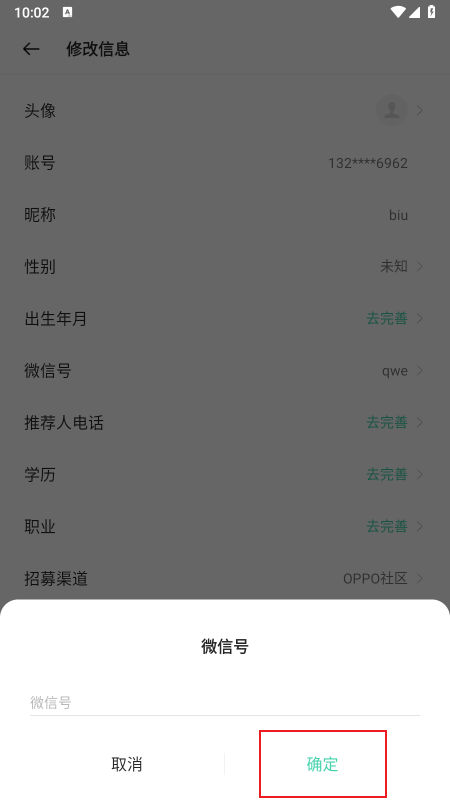 10:02 A
修改信息
头像
账号 132****6962
昵称 biu
性别 未知
出生年月 去完善
微信号 qwe
推荐人电话 去完善
学历 去完善
职业 去完善
招募渠道 OPPO社区
微信号
微信号
取消 确定